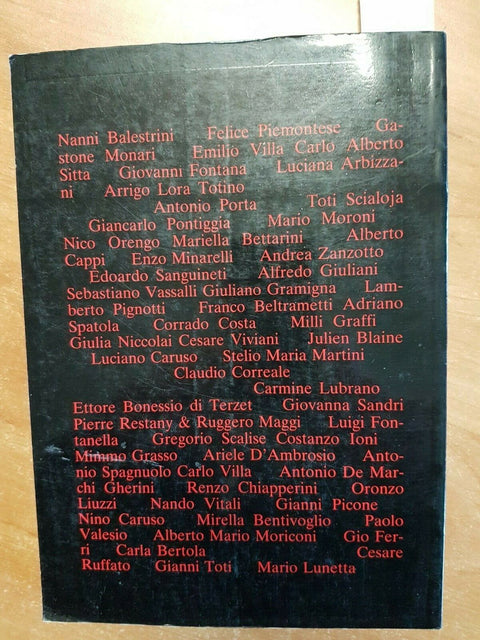 Nanni Balestrini Felice Piemontese Ga-
stone Monari Emilio Villa Carlo Alberto
Sitta Giovanni Fontana Luciana Arbizza-
ni Arrigo Lora Totino
Antonio Porta Toti Scialoja
Giancarlo Pontiggia Mario Moroni
Nico Orengo Mariella Bettarini Alberto
Cappi Enzo Minarelli Andrea Zanzotto
Edoardo Sanguineti Alfredo Giuliani
Sebastiano Vassalli Giuliano Gramigna Lam-
berto Pignotti Franco Beltrametti Adriano
Spatola Corrado Costa Milli Graffi
Giulia Niccolai Cesare Viviani Julien Blaine
Luciano Caruso Stelio Maria Martini
Claudio Correale
Carmine Lubrano
Ettore Bonessio di Terzet Giovanna Sandri
Pierre Restany & Ruggero Maggi Luigi Fon-
tanella Gregorio Scalise Costanzo Ioni
Mimmo Grasso Ariele D'Ambrosio Anto-
nio Spagnuolo Carlo Villa Antonio De Mar-
chi Gherini Renzo Chiapperini Oronzo
Liuzzi Nando Vitali Gianni Picone
Nino Caruso Mirella Bentivoglio Paolo
Valesio Alberto Mario Moriconi Gio Fer-
ri Carla Bertola Cesare
Ruffato Gianni Toti Mario Lunetta